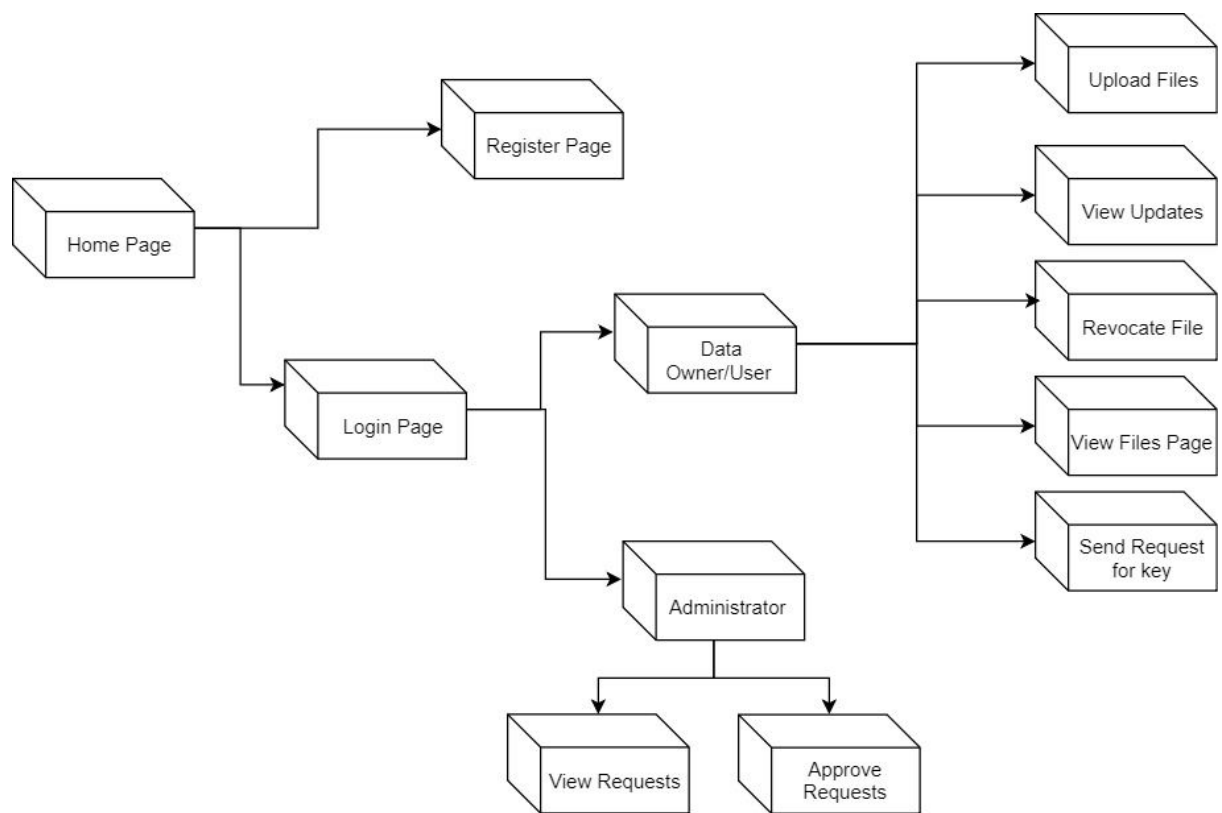 Upload Files
Register Page
View Updates
Home Page
Revocate File
Data
Owner/User
Login Page
View Files Page
Send Request
for key
Administrator
View Requests
Approve
Requests